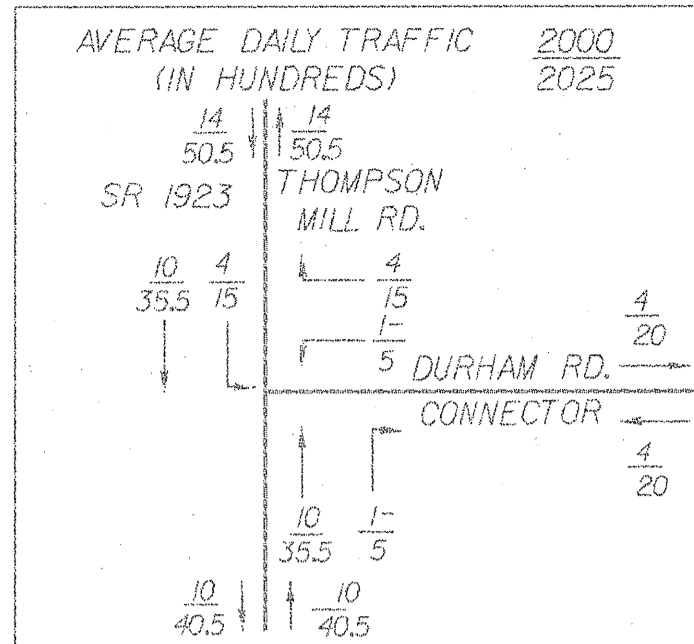 AVERAGE DAILY TRAFFIC 2000
(IN HUNDREDS) 2025
14 14
50.5 50.5
SR 1923 THOMPSON
MILL RD.
10 4 4
35.5 15 15
4
20
1-
5
DURHAM RD.
CONNECTOR
4
20
10 1-
35.5 5
10 10
40.5 40.5